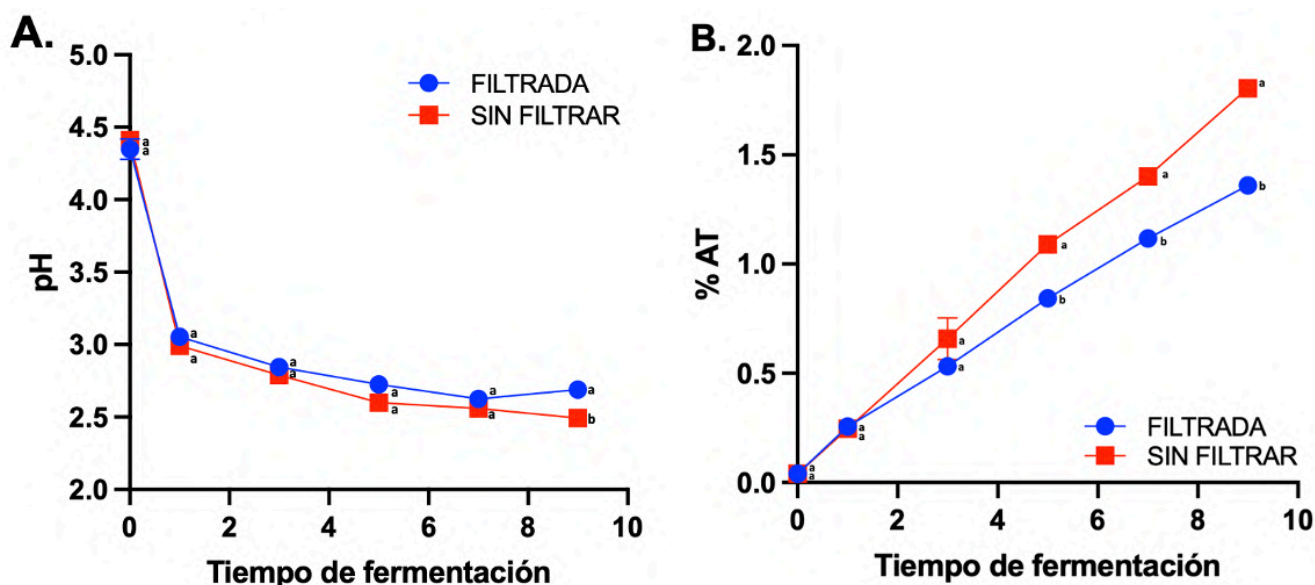 A.
5.0
4.5
4.0
3.5
3.0
2.5
2.0
pH
FILTRADA
SIN FILTRAR
a
a
a
a
a
a
a
a
a
a
a
b
0
2
4
6
8
10
Tiempo de fermentación
B.
2.0
1.5
1.0
0.5
0.0
% AT
a
a
a
a
a
a
a
b
a
b
a
b
FILTRADA
SIN FILTRAR
0
2
4
6
8
10
Tiempo de fermentación